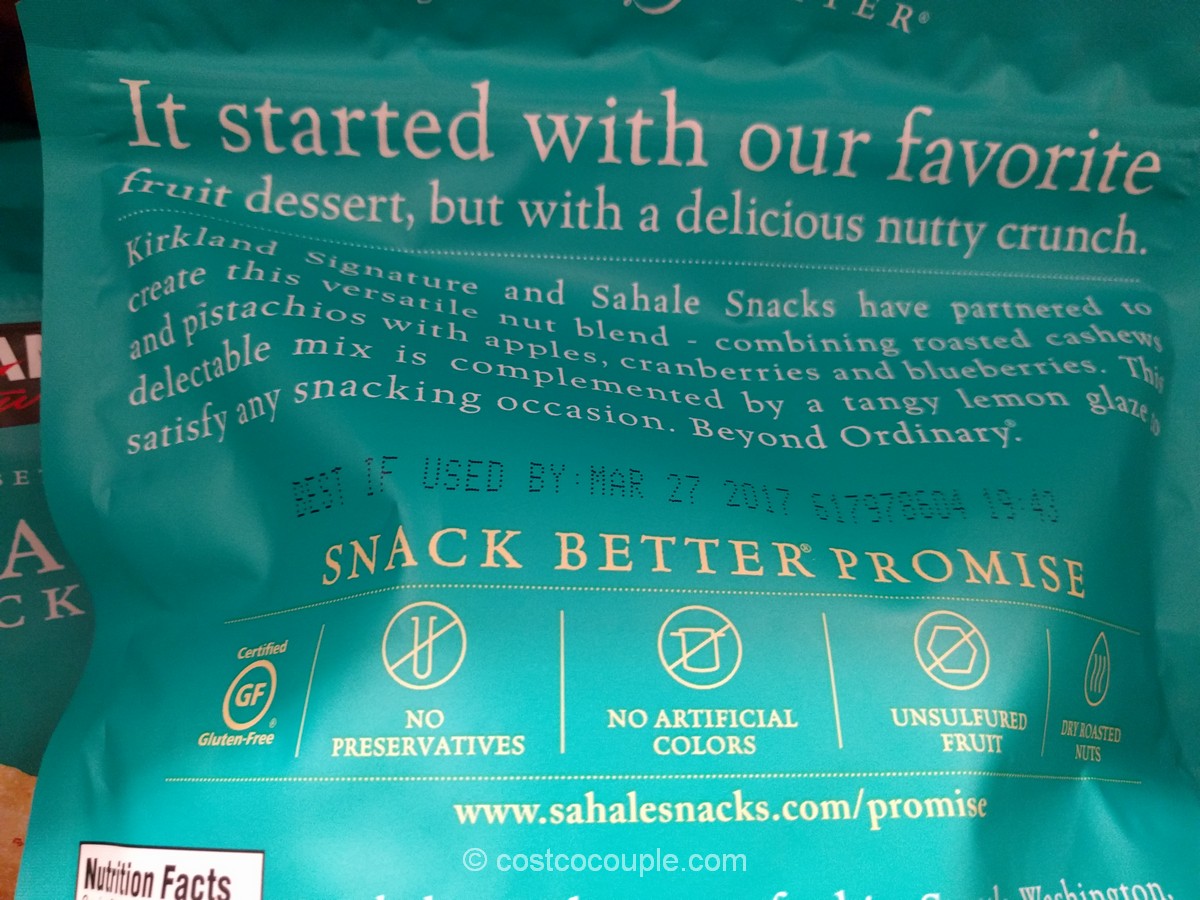 It started with our favorite
fruit dessert, but with a delicious nutty crunch.
Kirkland Signature and Sahale Snacks have partnered to
create this versatile nut blend - combining roasted cashews
and pistachios with apples, cranberries and blueberries. This
delectable mix is complemented by a tangy lemon glaze to
satisfy any snacking occasion. Beyond Ordinary.®
BEST IF USED BY:MAR 27 2017 617978604 19:43
SNACK BETTER® PROMISE
Certified
GF
®
Gluten-Free
NO
PRESERVATIVES
NO ARTIFICIAL
COLORS
UNSULFURED
FRUIT
DRY ROASTED
NUTS
www.sahalesnacks.com/promise
© costcocouple.com
Nutrition Facts
Washington,